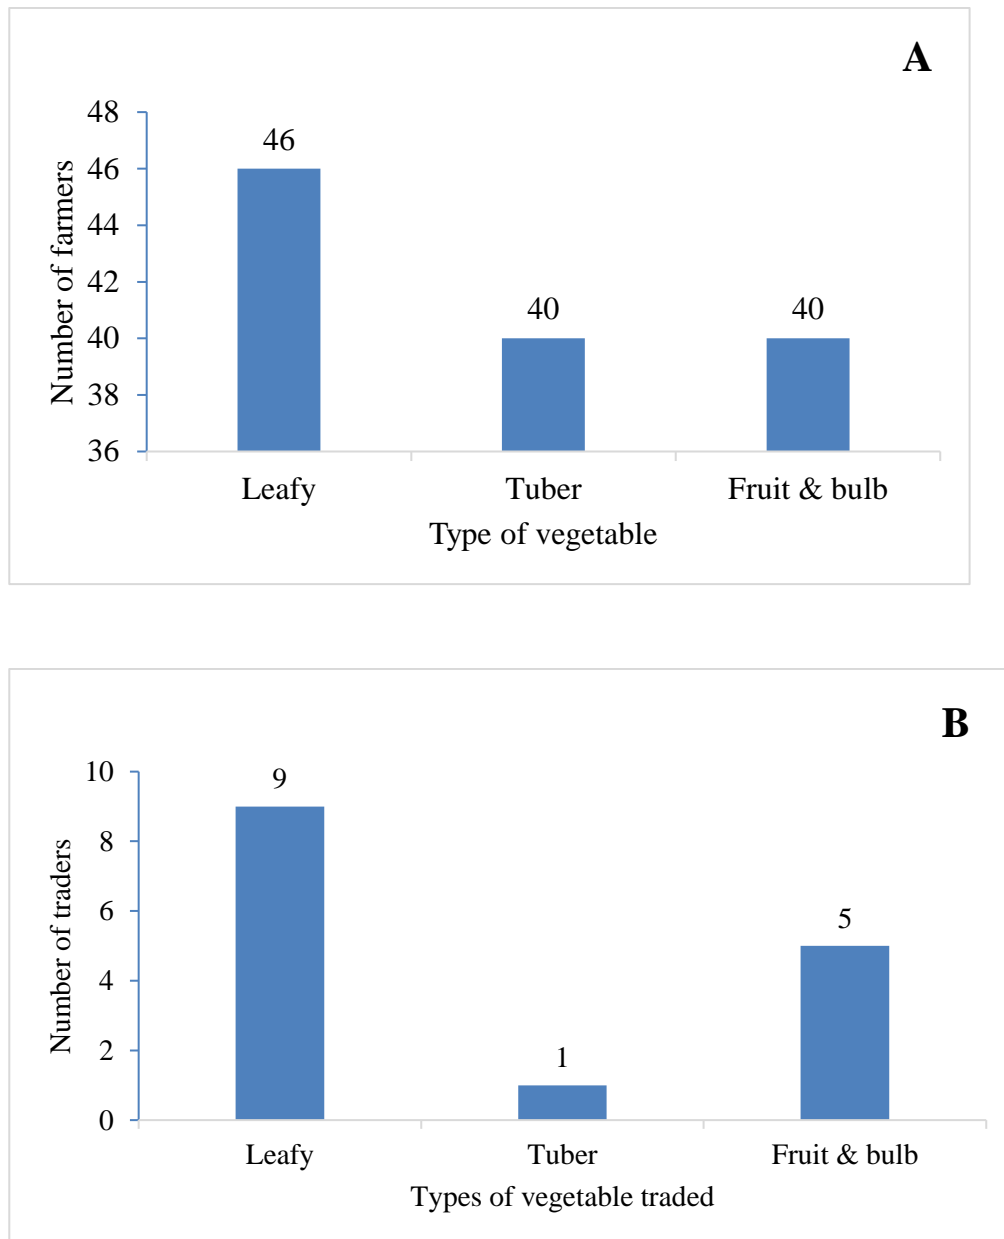 A
48
46
44
42
40
38
36
Number of farmers
46
40
40
Leafy
Tuber
Fruit & bulb
Type of vegetable
B
10
8
6
4
2
0
Number of traders
9
1
5
Leafy
Tuber
Fruit & bulb
Types of vegetable traded